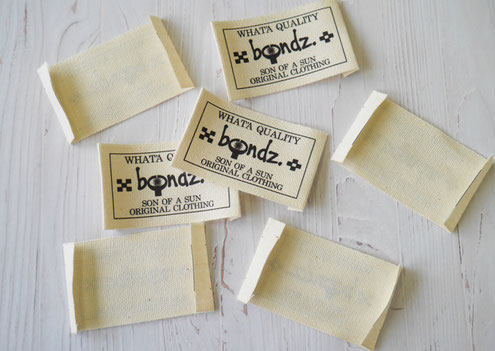 WHAT'A QUALITY
bondz.
SON OF A SUN
ORIGINAL CLOTHING
WHAT'A QUALITY
bondz.
SON OF A SUN
ORIGINAL CLOTHING
WHAT'A QUALITY
bondz.
SON OF A SUN
ORIGINAL CLOTHING